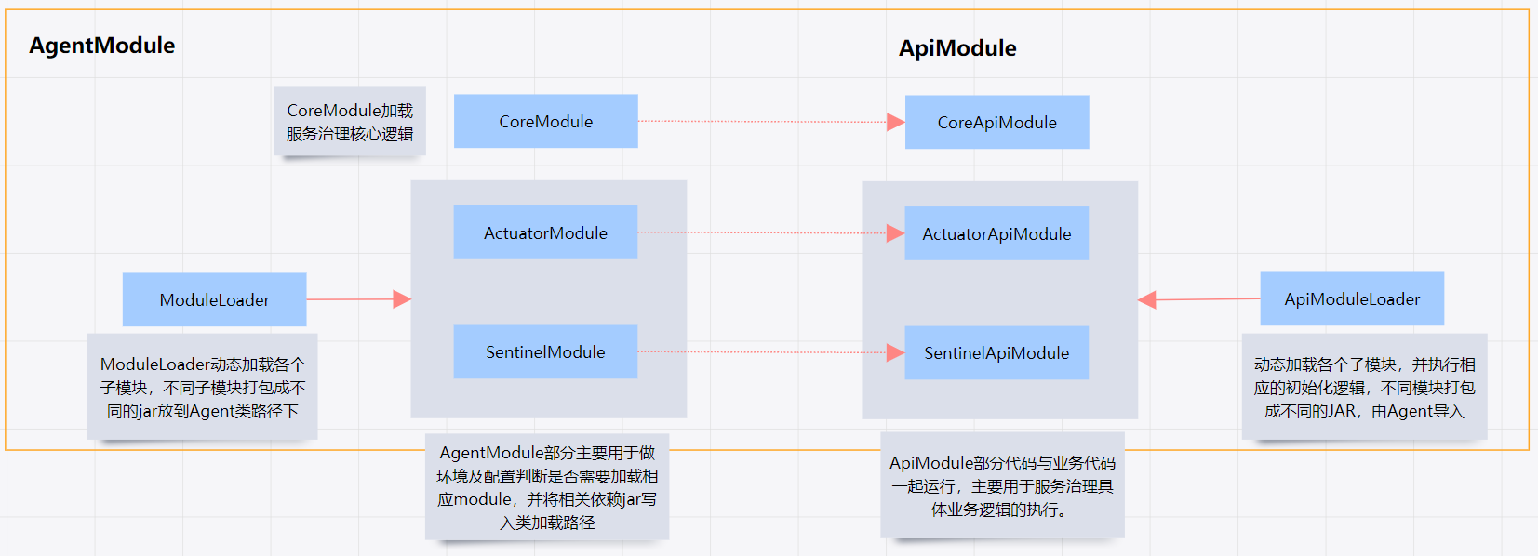 AgentModule
ApiModule
CoreModule加载
服务治理核心逻辑
CoreModule
CoreApiModule
ActuatorModule
ActuatorApiModule
ModuleLoader
ApiModuleLoader
SentinelModule
SentinelApiModule
ModuleLoader动态加载各个
子模块，不同子模块打包成不
同的jar放到Agent类路径下
动态加载各个了模块，并执行相
应的初始化逻辑，不同模块打包
成不同的JAR，由Agent导入
AgentModule部分主要用于做
环境及配置判断是否需要加载相
应module，并将相关依赖jar写
入类加载路径
ApiModule部分代码与业务代码
一起运行，主要用于服务治理具
体业务逻辑的执行。